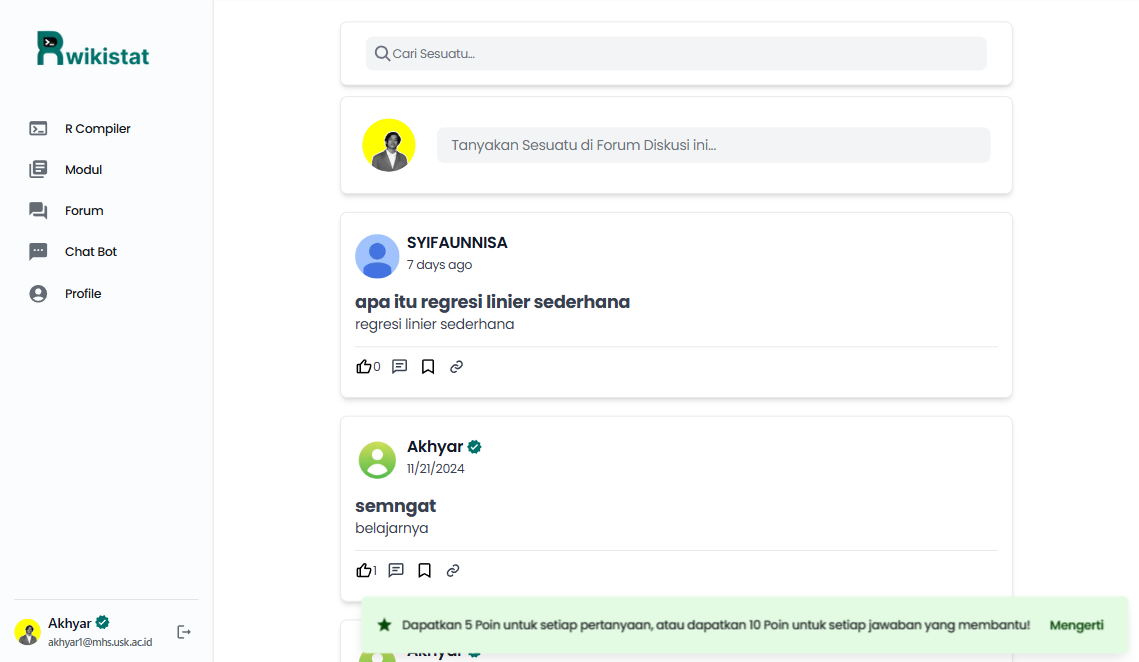 Rwikistat
R Compiler
Modul
Forum
Chat Bot
Profile
Akhyar
akhyar1@mhs.usk.ac.id
Cari Sesuatu...
Tanyakan Sesuatu di Forum Diskusi ini...
SYIFAUNNISA
7 days ago
apa itu regresi linier sederhana
regresi linier sederhana
0
Akhyar
11/21/2024
semngat
belajarnya
1
Dapatkan 5 Poin untuk setiap pertanyaan, atau dapatkan 10 Poin untuk setiap jawaban yang membantu! Mengerti
Akhyar